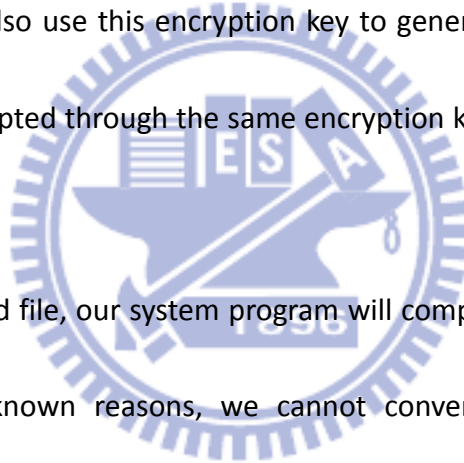 lso use this encryption key to gener
pted through the same encryption k
E S A
d file, our system program will comp
1896
known reasons, we cannot conver